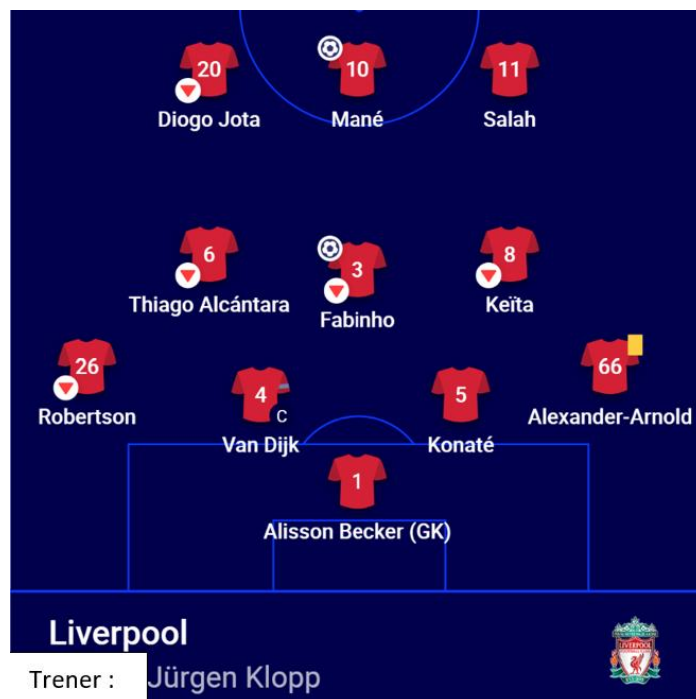 20 10 11
Diogo Jota Mané Salah
6 3 8
Thiago Alcántara Fabinho Keïta
26 4 5 66
Robertson Van Dijk Konaté Alexander-Arnold
C
1
Alisson Becker (GK)
Liverpool
LIVERPOOL
Trener : Jürgen Klopp